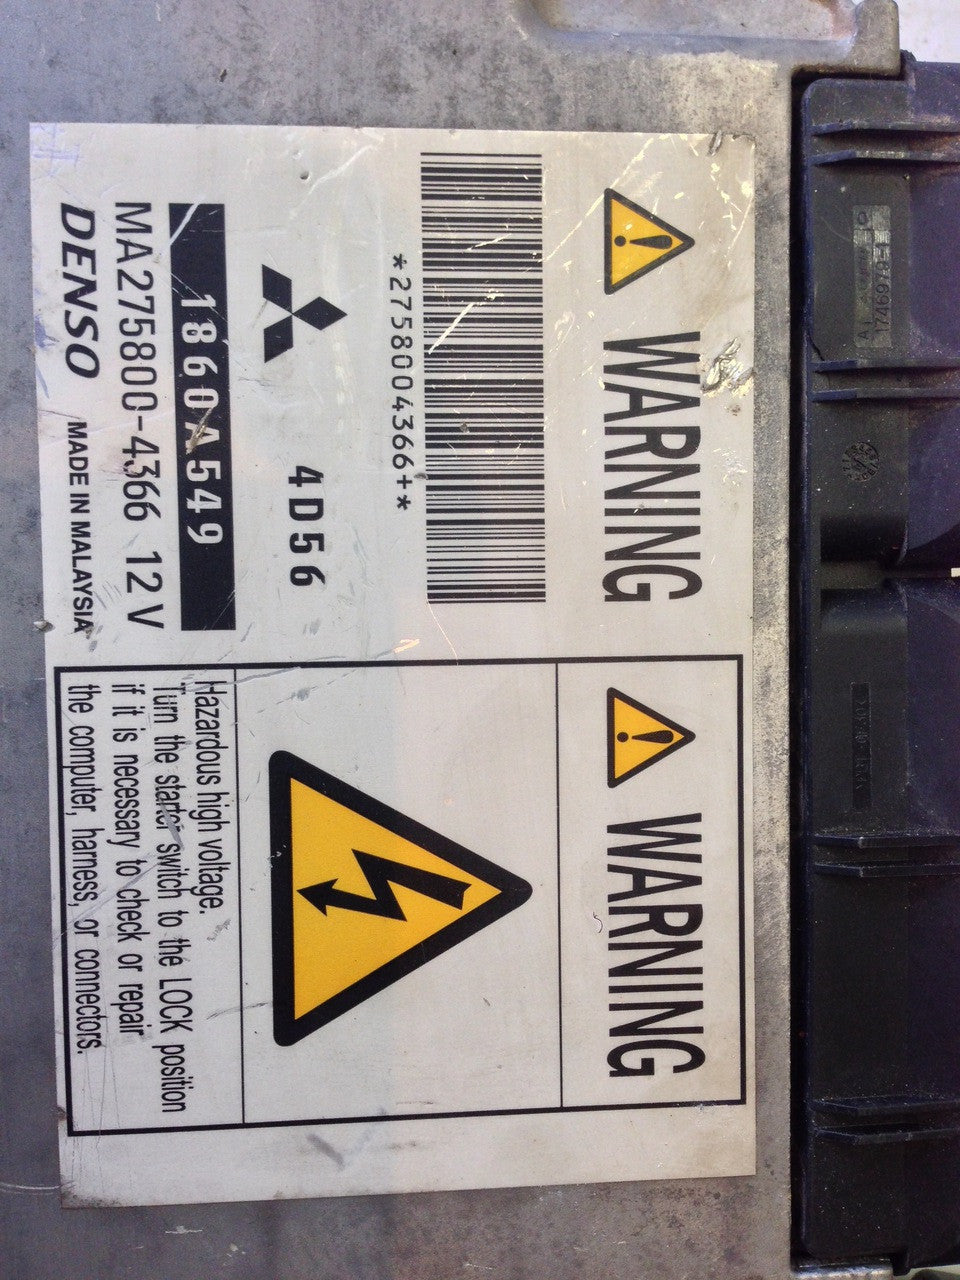 WARNING
*2758004366+*
4D56
1860A549
MA275800-4366 12V
DENSO MADE IN MALAYSIA
WARNING
Hazardous high voltage.
Turn the starter switch to the LOCK position
if it is necessary to check or repair
the computer, harness, or connectors.